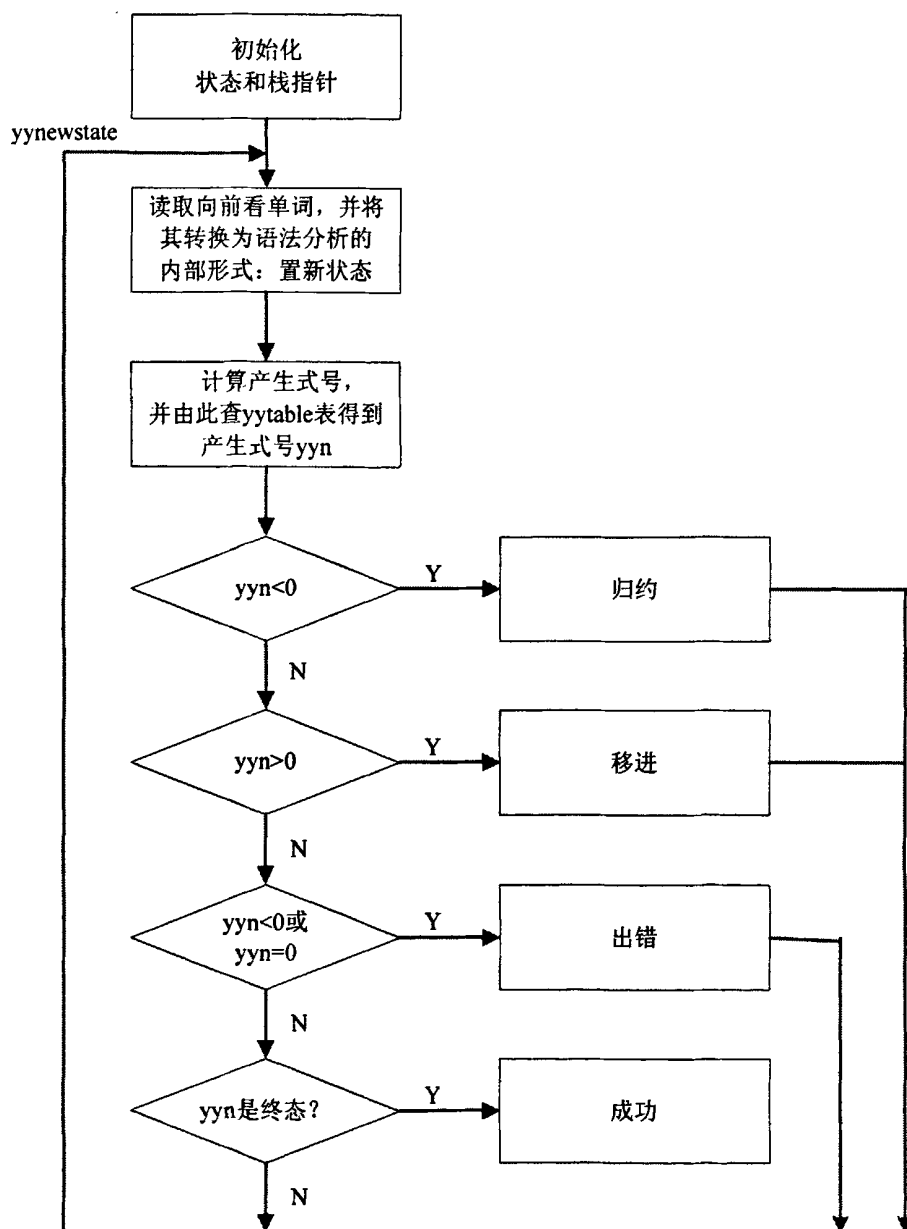 初始化
状态和栈指针
yynewstate
读取向前看单词，并将
其转换为语法分析的
内部形式：置新状态
计算产生式号，
并由此查yytable表得到
产生式号yyn
yyn<0
Y
归约
N
yyn>0
Y
移进
N
yyn<0或
yyn=0
Y
出错
N
yyn是终态？
Y
成功
N